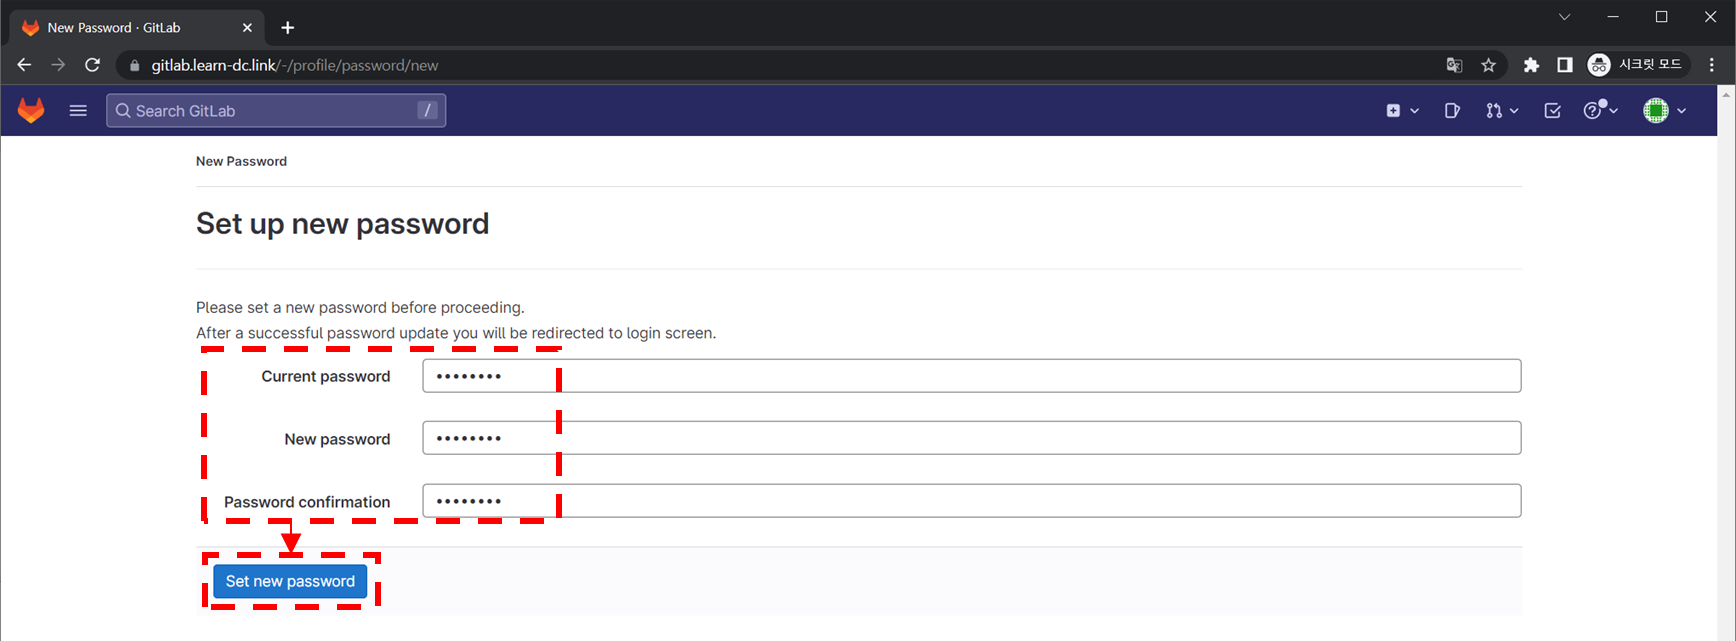 New Password · GitLab
gitlab.learn-dc.link/-/profile/password/new
시크릿 모드
Search GitLab /
New Password
Set up new password
Please set a new password before proceeding.
After a successful password update you will be redirected to login screen.
Current password ••••••••
New password ••••••••
Password confirmation ••••••••
Set new password